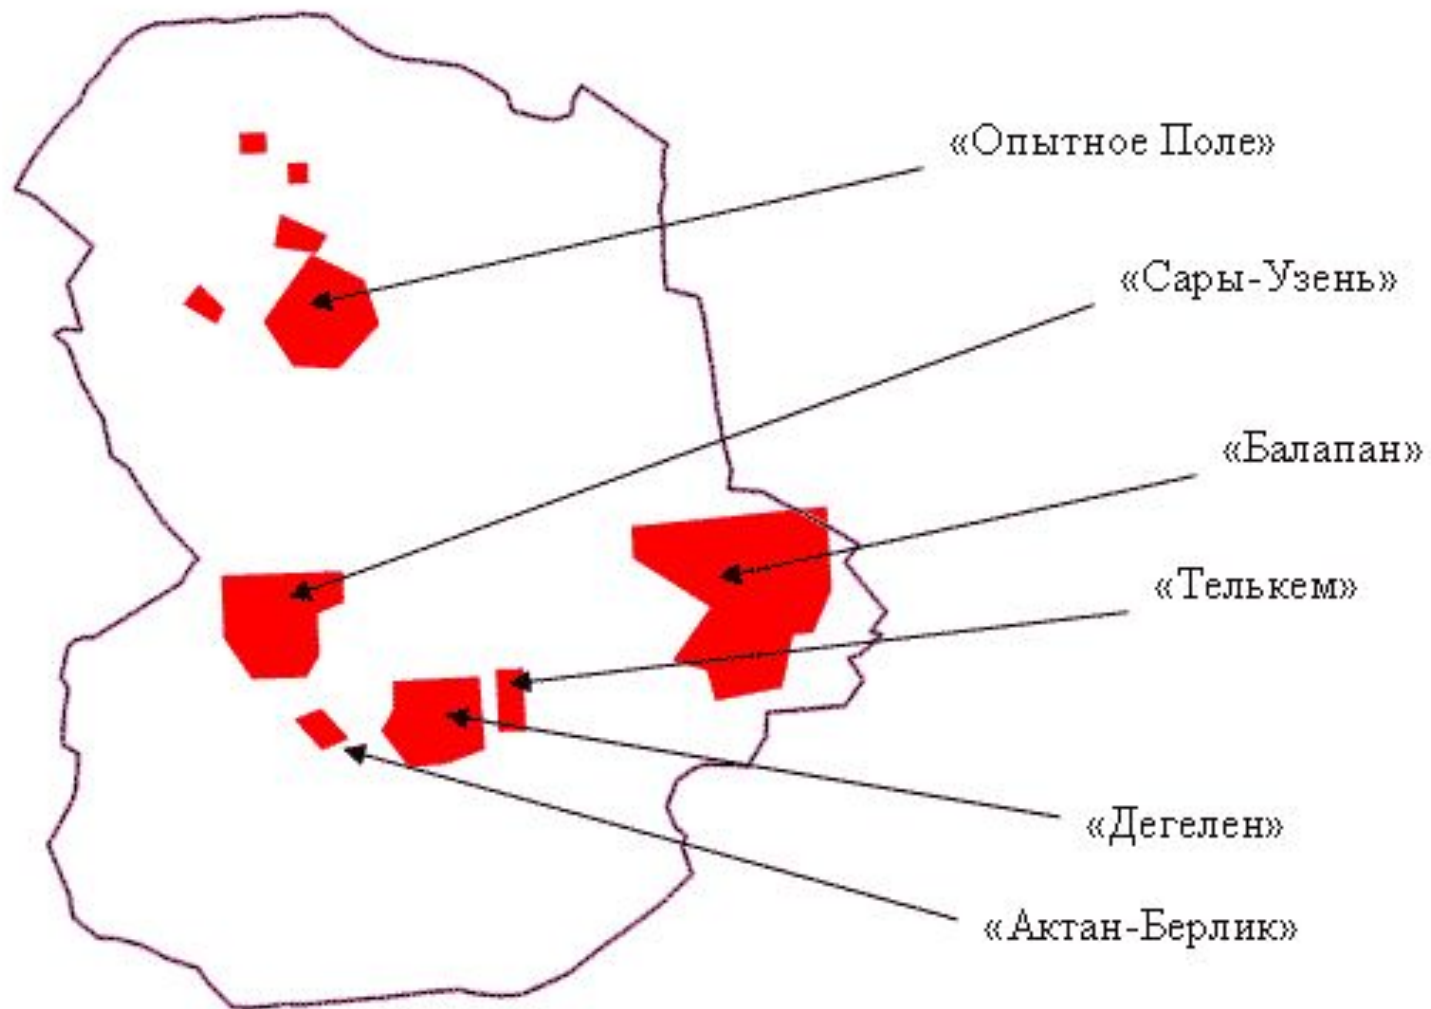 «Опытное Поле»
«Сары-Узень»
«Балапан»
«Телькем»
«Дегелен»
«Актан-Берлик»